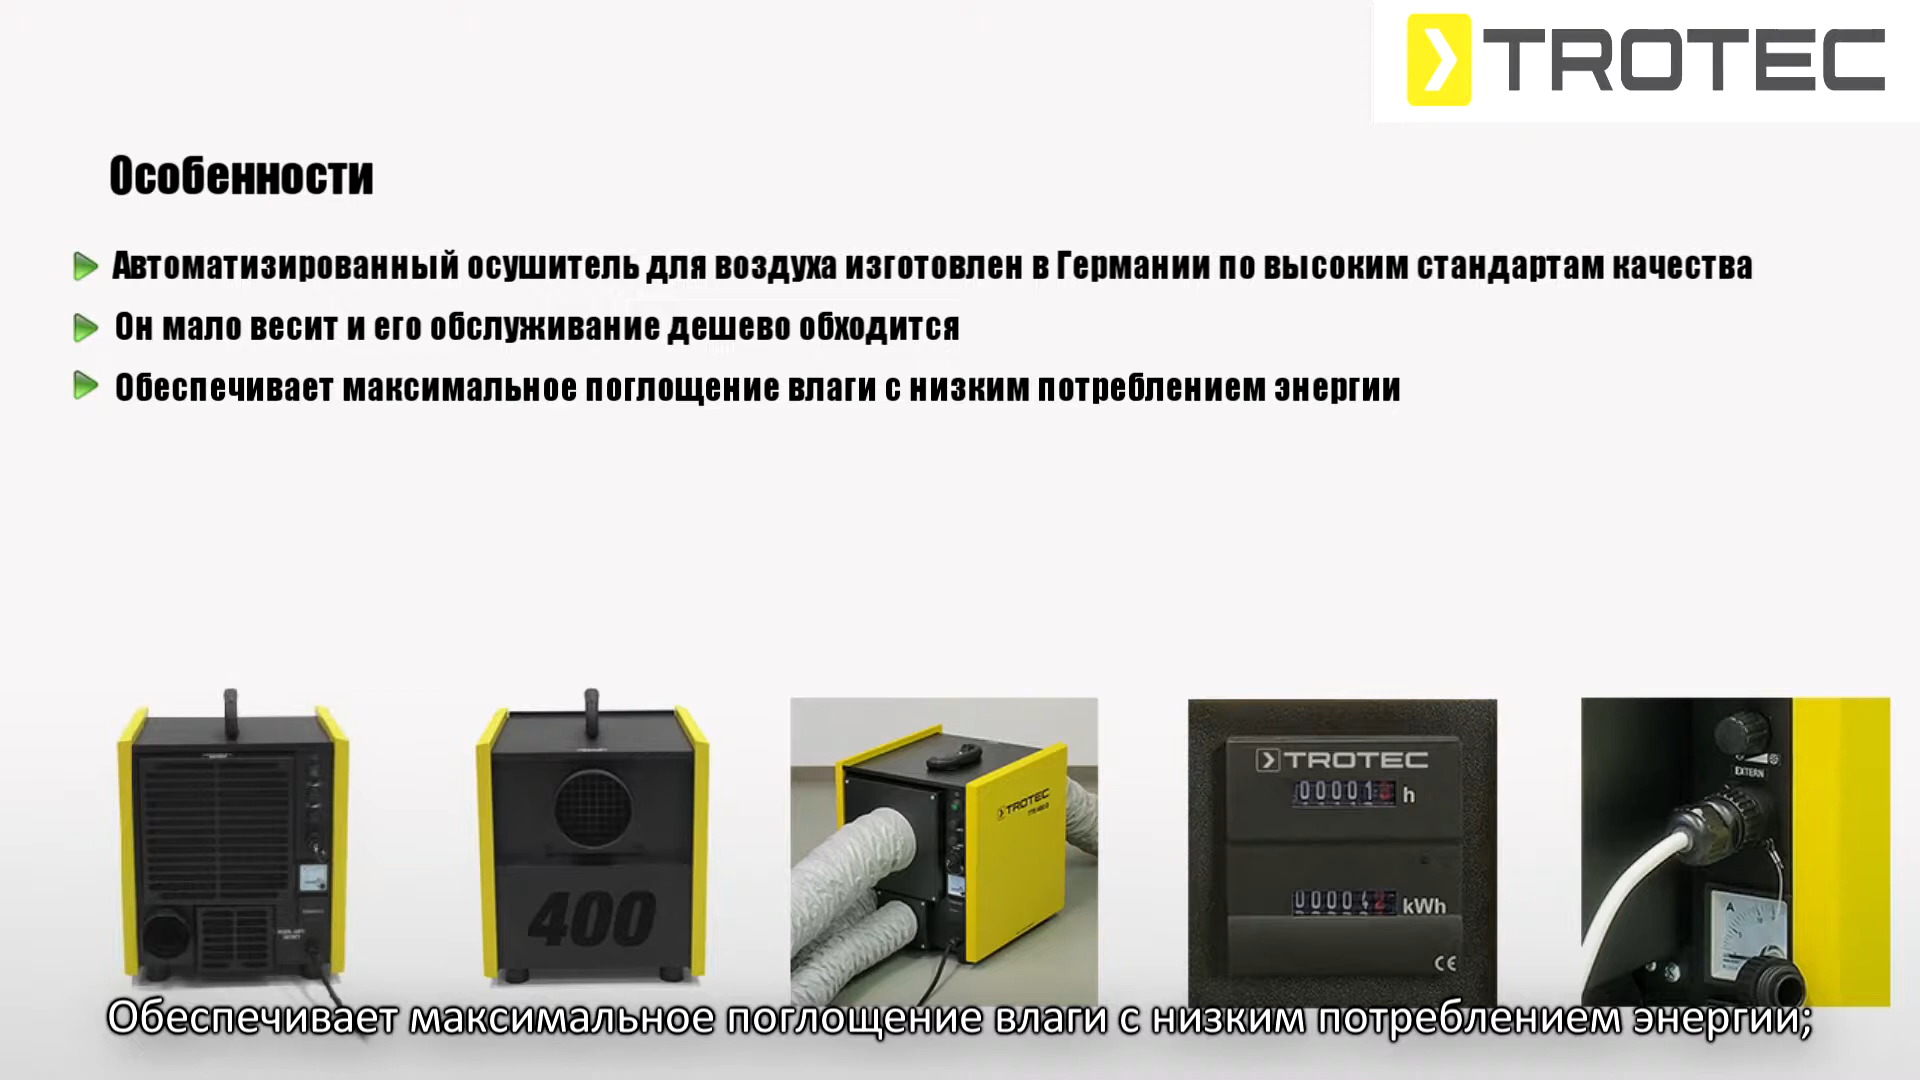 TROTEC
Особенности
Автоматизированный осушитель для воздуха изготовлен в Германии по высоким стандартам качества
Он мало весит и его обслуживание дешево обходится
Обеспечивает максимальное поглощение влаги с низким потреблением энергии
400
TROTEC
TROTEC
h
kWh
CE
EXTERN
A
Обеспечивает максимальное поглощение влаги с низким потреблением энергии;